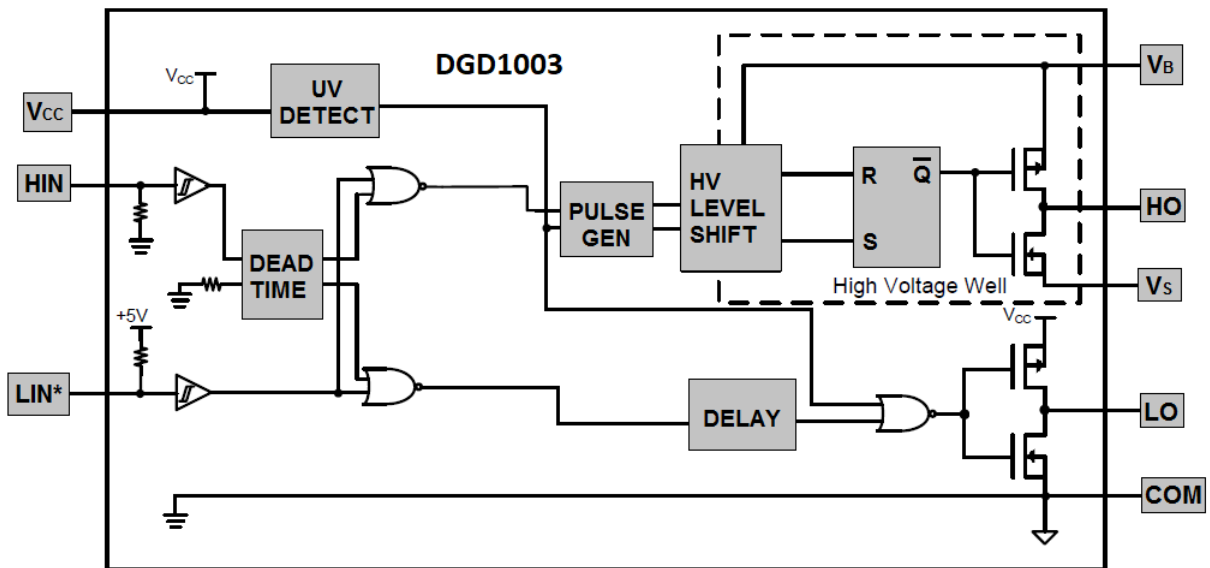 DGD1003
VCC
UV
DETECT
VB
VCC
HIN
HV
LEVEL
SHIFT
R
Q̅
S
PULSE
GEN
HO
DEAD
TIME
High Voltage Well
VS
+5V
VCC
LIN*
DELAY
LO
COM